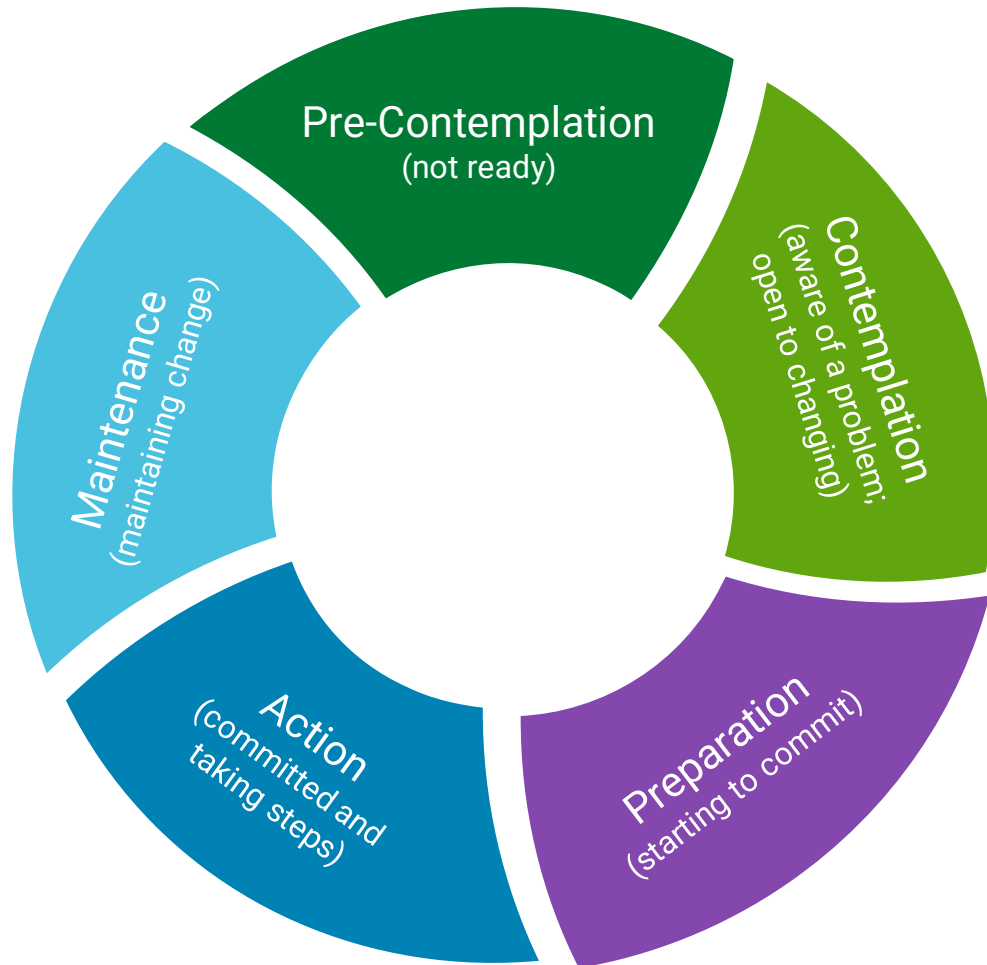 Pre-Contemplation
(not ready)
Contemplation
(aware of a problem;
open to changing)
Preparation
(starting to commit)
Action
(committed and
taking steps)
Maintenance
(maintaining change)